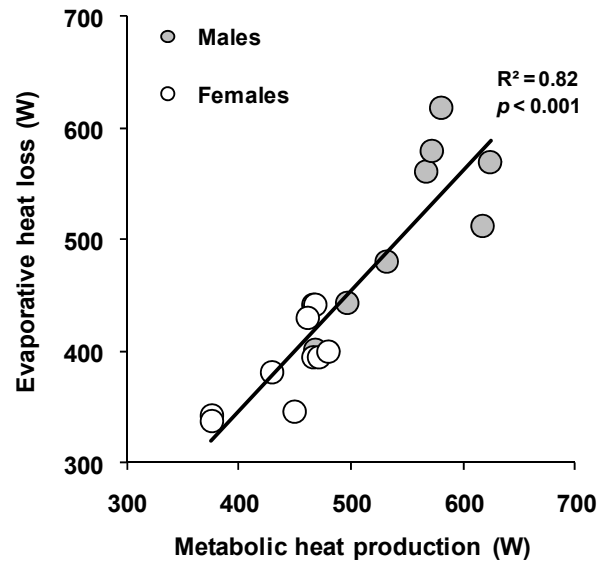 700
Males
Females
R² = 0.82
p < 0.001
600
500
400
300
300 400 500 600 700
Evaporative heat loss (W)
Metabolic heat production (W)